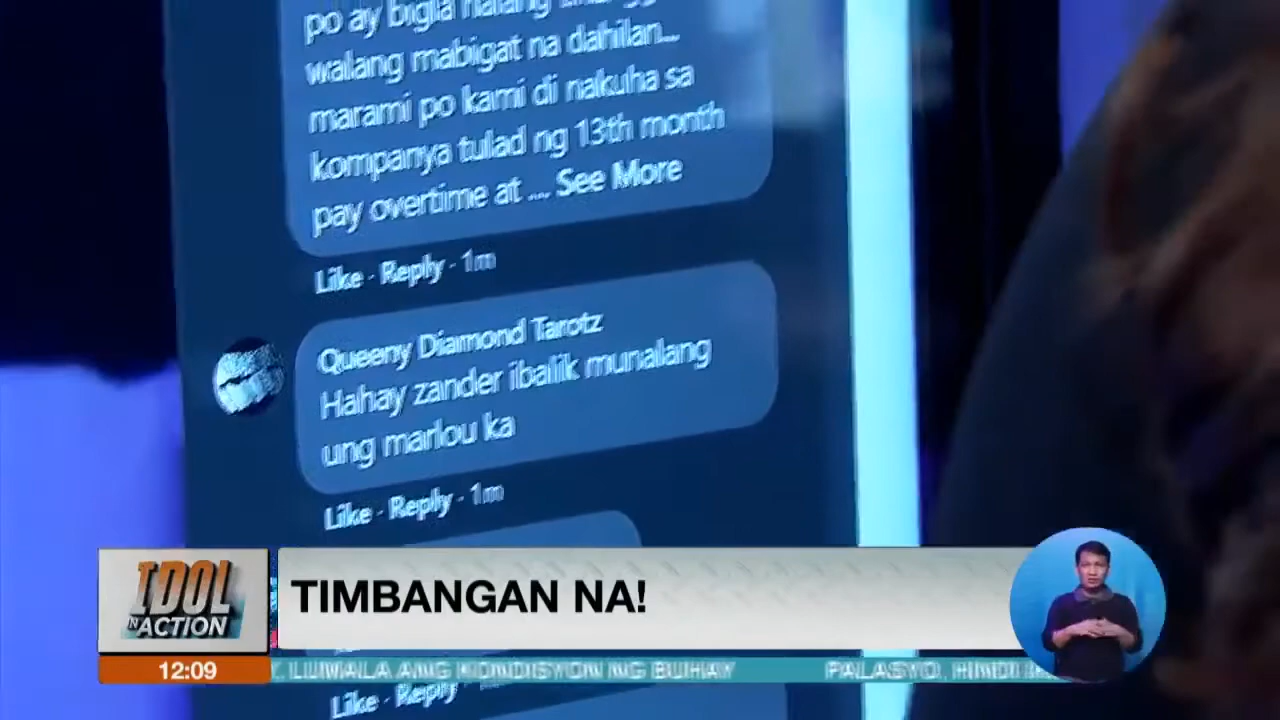 po ay bigla
walang mabigat na dahilan...
marami po kami di nakuha sa
kompanya tulad ng 13th month
pay overtime at ... See More
Like · Reply · 1m
Queeny Diamond Tarotz
Hahay zander ibalik munalang
ung marlou ka
Like · Reply · 1m
IDOL
IN ACTION
TIMBANGAN NA!
12:09
LUMALA ANG KONDISYON NG BUHAY
PALASYO, HINDI
Like · Reply